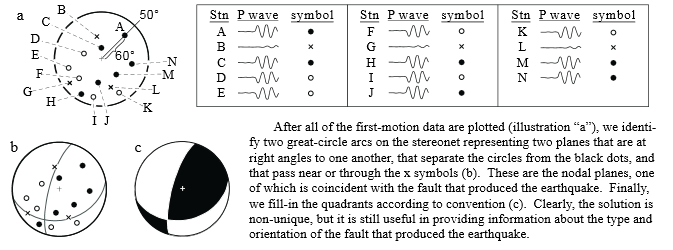 a
50°
B
C
A
D
60°
E
N
F
M
G
L
H
K
I J
Stn P wave symbol
A
B
C
D
E
Stn P wave symbol
F
G
H
I
J
Stn P wave symbol
K
L
M
N
After all of the first-motion data are plotted (illustration “a”), we identi-
fy two great-circle arcs on the stereonet representing two planes that are at
right angles to one another, that separate the circles from the black dots, and
that pass near or through the x symbols (b). These are the nodal planes, one
of which is coincident with the fault that produced the earthquake. Finally,
we fill-in the quadrants according to convention (c). Clearly, the solution is
non-unique, but it is still useful in providing information about the type and
orientation of the fault that produced the earthquake.
b
c